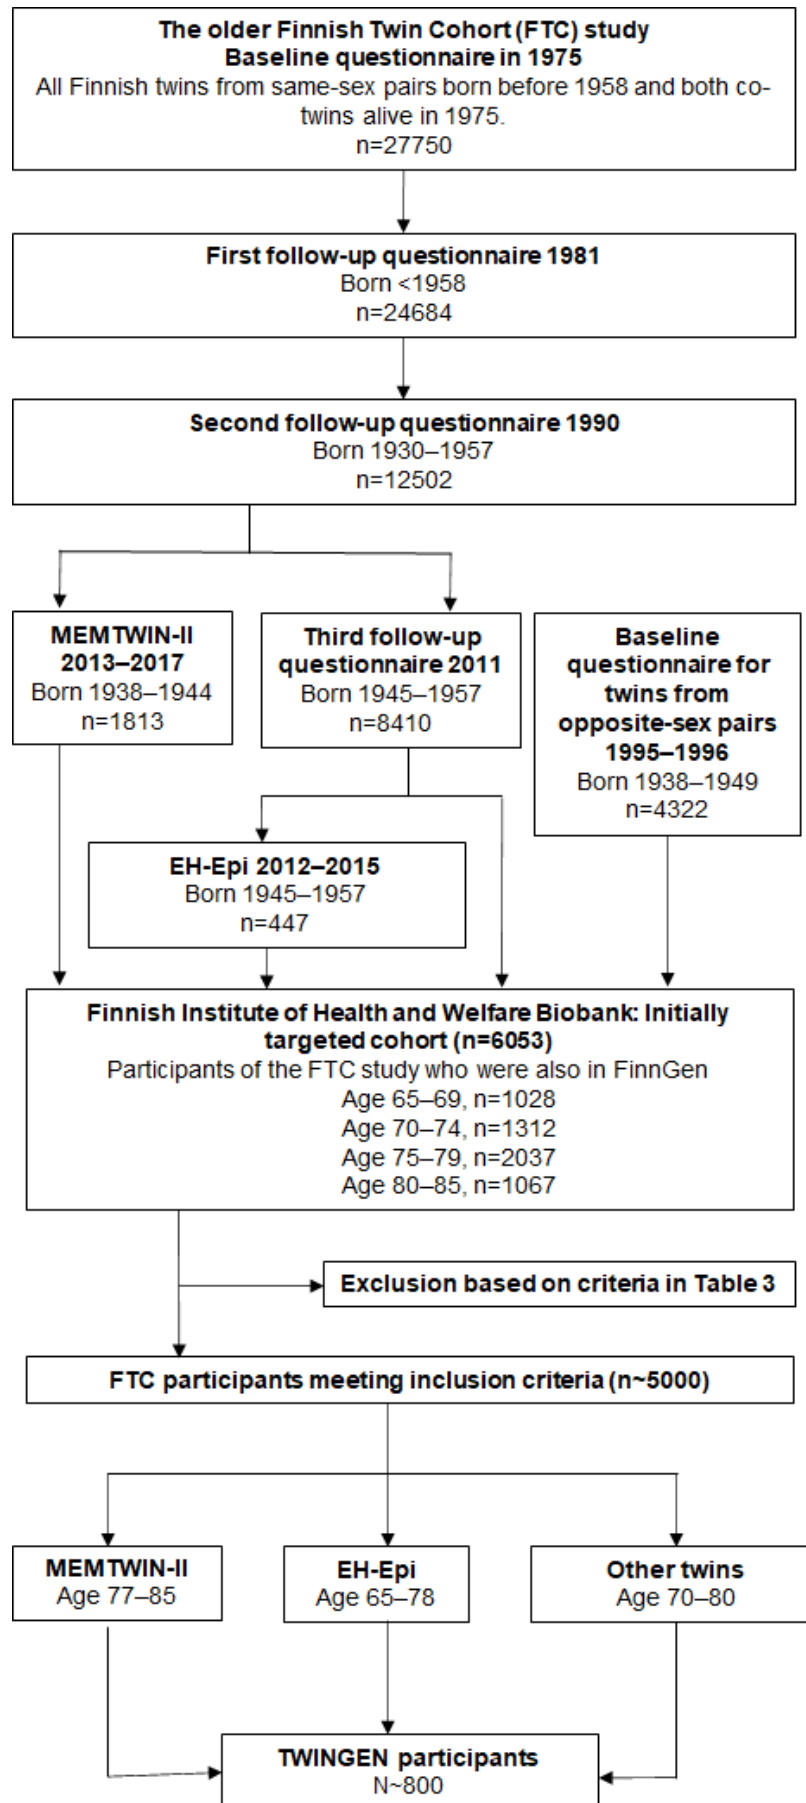 The older Finnish Twin Cohort (FTC) study
Baseline questionnaire in 1975
All Finnish twins from same-sex pairs born before 1958 and both co-
twins alive in 1975.
n=27750
First follow-up questionnaire 1981
Born <1958
n=24684
Second follow-up questionnaire 1990
Born 1930–1957
n=12502
MEMTWIN-II
2013–2017
Born 1938–1944
n=1813
Third follow-up
questionnaire 2011
Born 1945–1957
n=8410
Baseline
questionnaire for
twins from
opposite-sex pairs
1995–1996
Born 1938–1949
n=4322
EH-Epi 2012–2015
Born 1945–1957
n=447
Finnish Institute of Health and Welfare Biobank: Initially
targeted cohort (n=6053)
Participants of the FTC study who were also in FinnGen
Age 65–69, n=1028
Age 70–74, n=1312
Age 75–79, n=2037
Age 80–85, n=1067
Exclusion based on criteria in Table 3
FTC participants meeting inclusion criteria (n~5000)
MEMTWIN-II
Age 77–85
EH-Epi
Age 65–78
Other twins
Age 70–80
TWINGEN participants
N~800